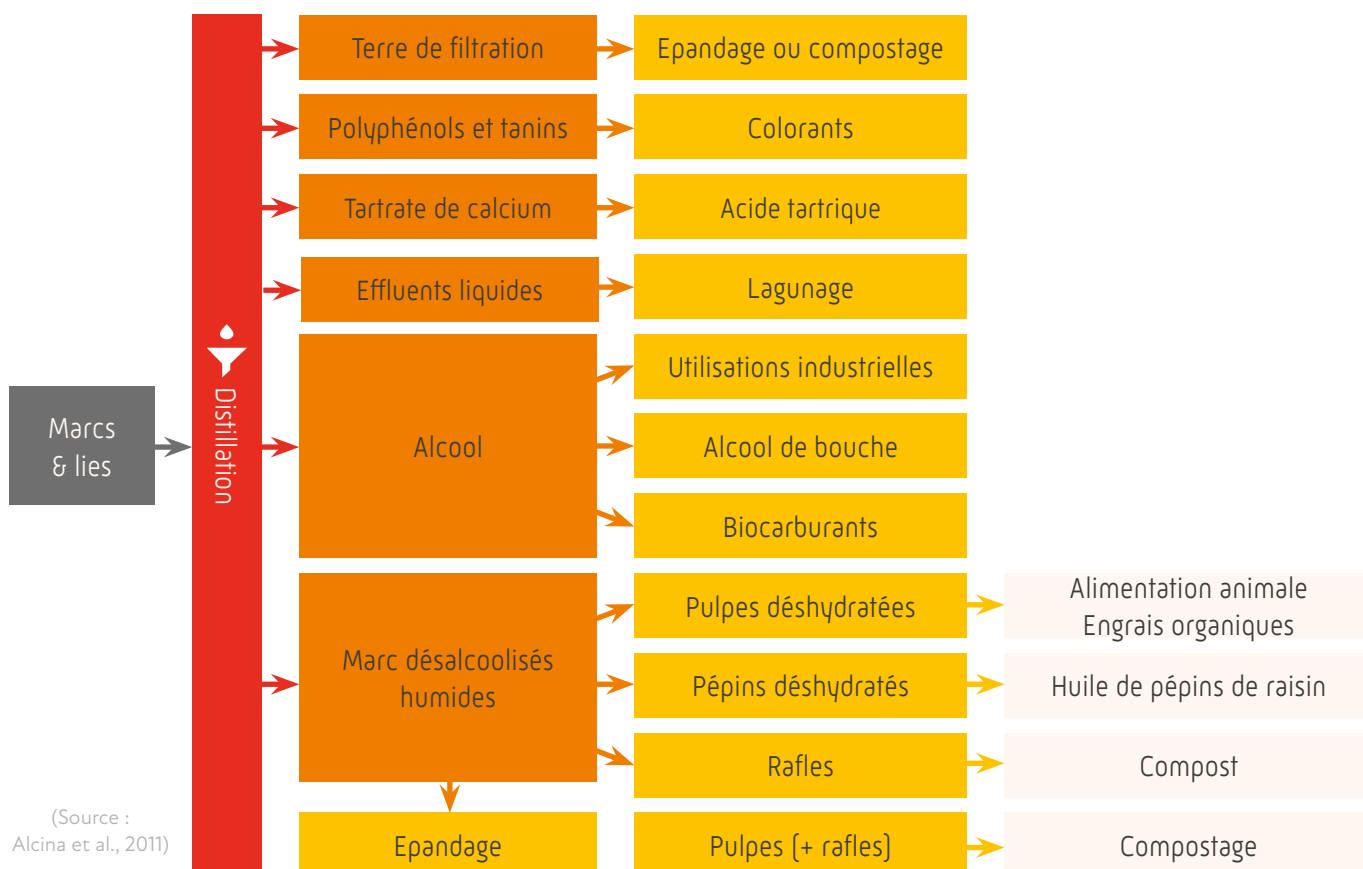 Terre de filtration
Epandage ou compostage
Polyphénols et tanins
Colorants
Tartrate de calcium
Acide tartrique
Effluents liquides
Lagunage
Marcs
& lies
Distillation
Alcool
Utilisations industrielles
Alcool de bouche
Biocarburants
Marc désalcoolisés
humides
Pulpes déshydratées
Alimentation animale
Engrais organiques
Pépins déshydratés
Huile de pépins de raisin
Rafles
Compost
Epandage
Pulpes (+ rafles)
Compostage
(Source :
Alcina et al., 2011)